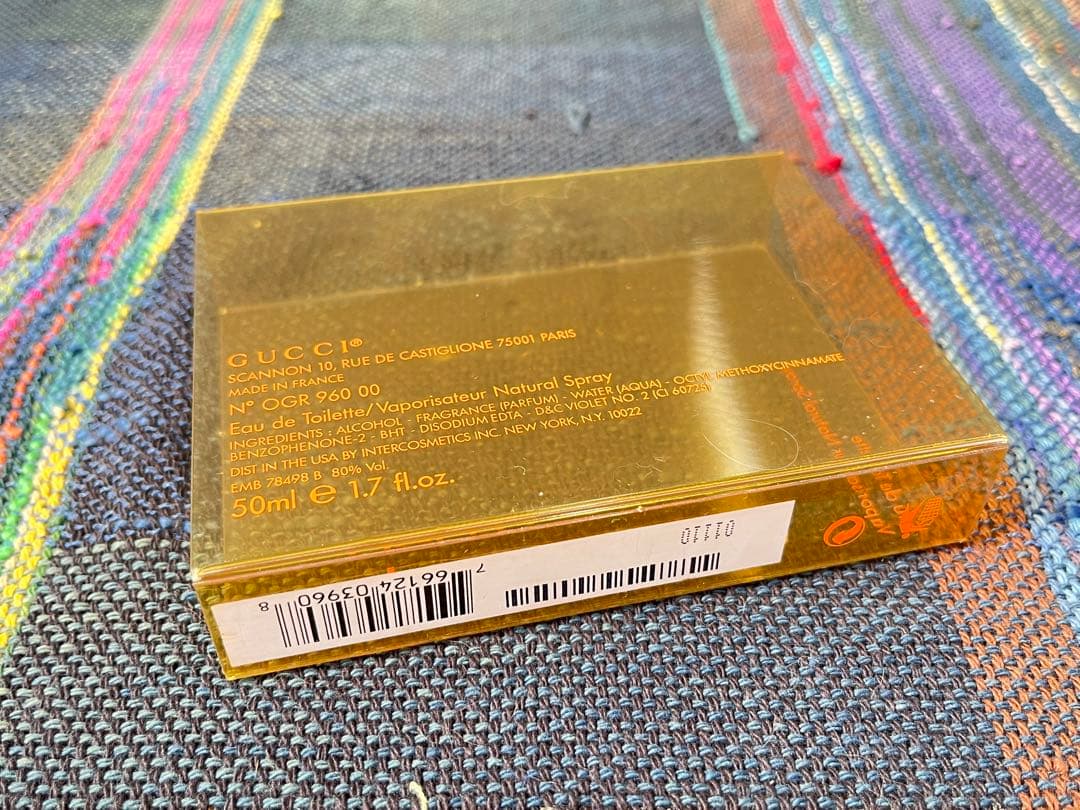 GUCCI®
SCANNON 10, RUE DE CASTIGLIONE 75001 PARIS
MADE IN FRANCE
N° OGR 960 00
Eau de Toilette/Vaporisateur Natural Spray
INGREDIENTS : ALCOHOL - FRAGRANCE (PARFUM) - WATER (AQUA) - OCTYL METHOXYCINNAMATE
BENZOPHENONE-2 - BHT - DISODIUM EDTA - D&C VIOLET NO. 2 (CI 60725)
DIST IN THE USA BY INTERCOSMETICS INC. NEW YORK, N.Y. 10022
EMB 78498 B 80% Vol.
50ml e 1.7 fl.oz.
7 66124 03960 8
01110